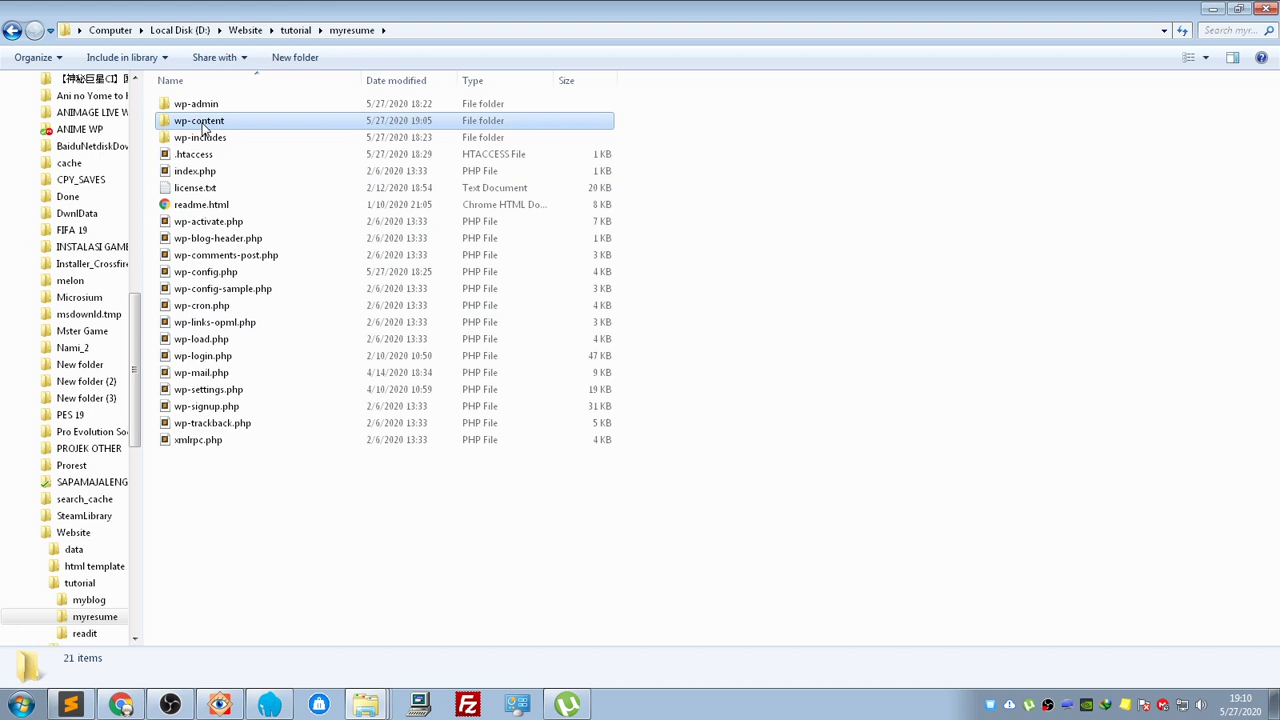 Computer Local Disk (D:) Website tutorial myresume
Search myr...
Organize Include in library Share with New folder
Name Date modified Type Size
wp-admin 5/27/2020 18:22 File folder
wp-content 5/27/2020 19:05 File folder
wp-includes 5/27/2020 18:23 File folder
.htaccess 5/27/2020 18:29 HTACCESS File 1 KB
index.php 2/6/2020 13:33 PHP File 1 KB
license.txt 2/12/2020 18:54 Text Document 20 KB
readme.html 1/10/2020 21:05 Chrome HTML Do... 8 KB
wp-activate.php 2/6/2020 13:33 PHP File 7 KB
wp-blog-header.php 2/6/2020 13:33 PHP File 1 KB
wp-comments-post.php 2/6/2020 13:33 PHP File 3 KB
wp-config.php 5/27/2020 18:25 PHP File 4 KB
wp-config-sample.php 2/6/2020 13:33 PHP File 3 KB
wp-cron.php 2/6/2020 13:33 PHP File 4 KB
wp-links-opml.php 2/6/2020 13:33 PHP File 3 KB
wp-load.php 2/6/2020 13:33 PHP File 4 KB
wp-login.php 2/10/2020 10:50 PHP File 47 KB
wp-mail.php 4/14/2020 18:34 PHP File 9 KB
wp-settings.php 4/10/2020 10:59 PHP File 19 KB
wp-signup.php 2/6/2020 13:33 PHP File 31 KB
wp-trackback.php 2/6/2020 13:33 PHP File 5 KB
xmlrpc.php 2/6/2020 13:33 PHP File 4 KB
【神秘巨星CI】
Ani no Yome to
ANIMAGE LIVE W
ANIME WP
BaiduNetdiskDow
cache
CPY_SAVES
Done
DwnlData
FIFA 19
INSTALASI GAME
Installer_Crossfire
melon
Microsium
msdownld.tmp
Mster Game
Nami_2
New folder
New folder (2)
New folder (3)
PES 19
Pro Evolution So
PROJEK OTHER
Prorest
SAPAMAJALENG
search_cache
SteamLibrary
Website
data
html template
tutorial
myblog
myresume
readit
21 items
19:10
5/27/2020